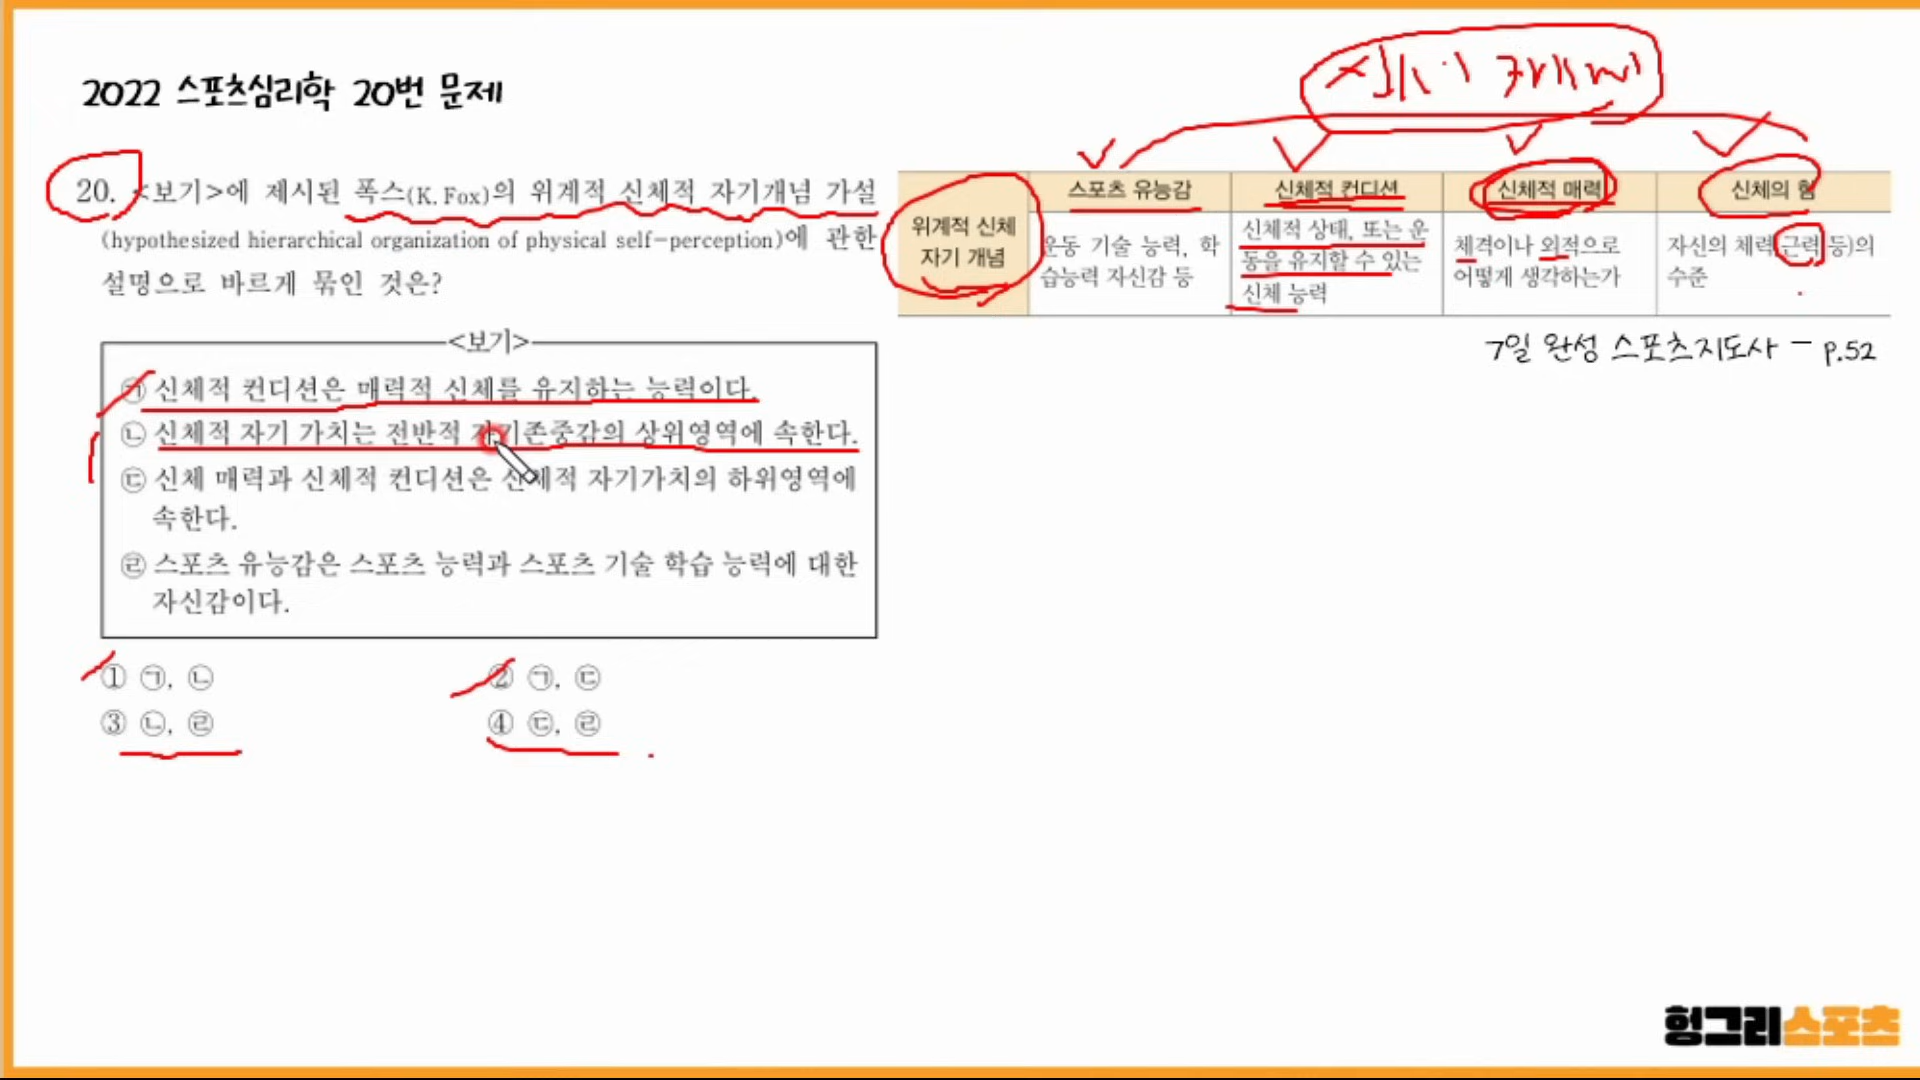 2022 스포츠심리학 20번 문제
20. <보기>에 제시된 폭스(K. Fox)의 위계적 신체적 자기개념 가설
(hypothesized hierarchical organization of physical self-perception)에 관한
설명으로 바르게 묶인 것은?
<보기>
㉠ 신체적 컨디션은 매력적 신체를 유지하는 능력이다.
㉡ 신체적 자기 가치는 전반적 자기존중감의 상위영역에 속한다.
㉢ 신체 매력과 신체적 컨디션은 신체적 자기가치의 하위영역에
속한다.
㉣ 스포츠 유능감은 스포츠 능력과 스포츠 기술 학습 능력에 대한
자신감이다.
① ㉠, ㉡ ② ㉠, ㉢
③ ㉡, ㉣ ④ ㉢, ㉣
위계적 신체
자기 개념
스포츠 유능감
운동 기술 능력, 학
습능력 자신감 등
신체적 컨디션
신체적 상태, 또는 운
동을 유지할 수 있는
신체 능력
신체적 매력
체격이나 외적으로
어떻게 생각하는가
신체의 힘
자신의 체력(근력 등)의
수준
7일 완성 스포츠지도사 - p.52
헝그리스포츠